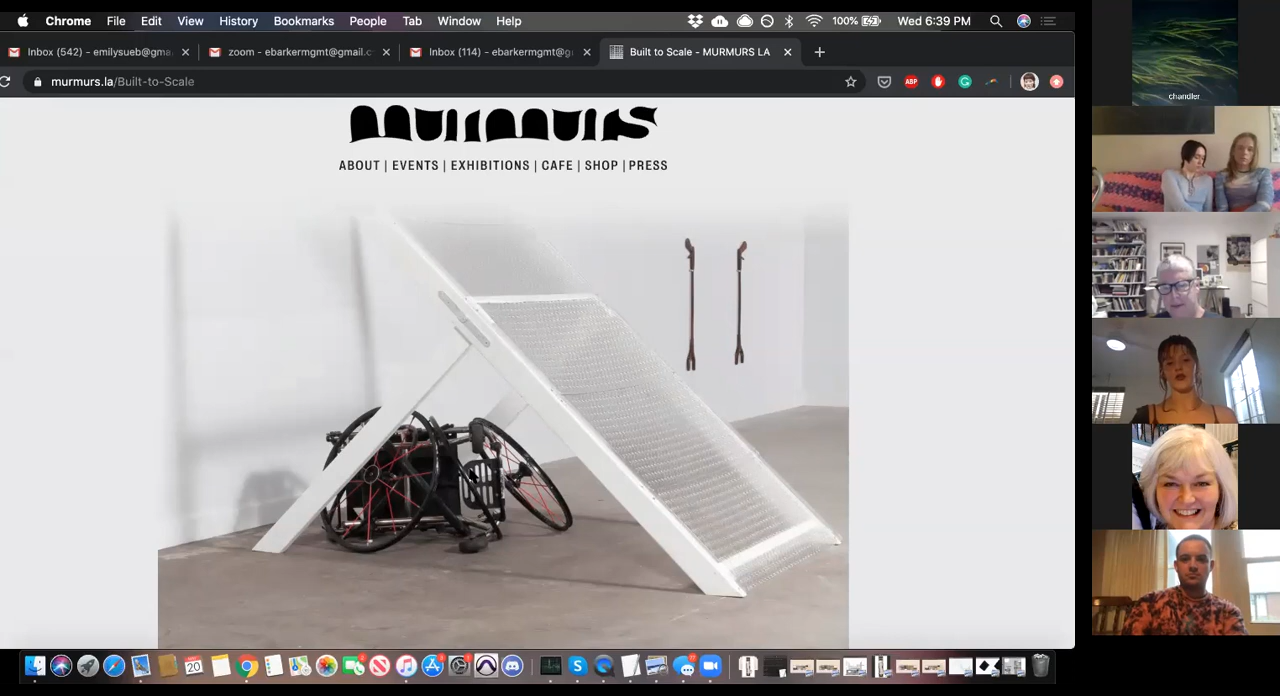 Chrome File Edit View History Bookmarks People Tab Window Help 100% Wed 6:39 PM
Inbox (542) - emilysueb@gma
zoom - ebarkermgmt@gmail.c
Inbox (114) - ebarkermgmt@g
Built to Scale - MURMURS LA
murmurs.la/Built-to-Scale
ABP
murmurs
ABOUT | EVENTS | EXHIBITIONS | CAFE | SHOP | PRESS
chandler
20